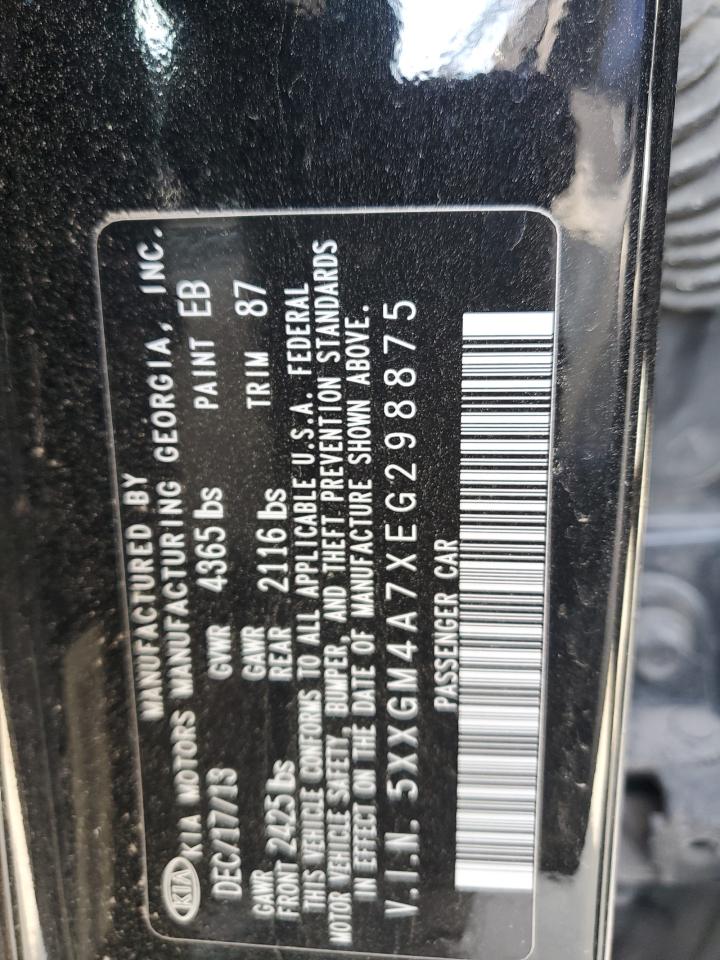 MANUFACTURED BY
KIA KIA MOTORS MANUFACTURING GEORGIA, INC.
DEC/17/13 GVWR 4365 lbs PAINT EB
GAWR FRONT 2425 lbs GAWR REAR 2116 lbs TRIM 87
THIS VEHICLE CONFORMS TO ALL APPLICABLE U.S.A. FEDERAL
MOTOR VEHICLE SAFETY, BUMPER, AND THEFT PREVENTION STANDARDS
IN EFFECT ON THE DATE OF MANUFACTURE SHOWN ABOVE.
V.I.N. 5XXGM4A7XEG298875
PASSENGER CAR